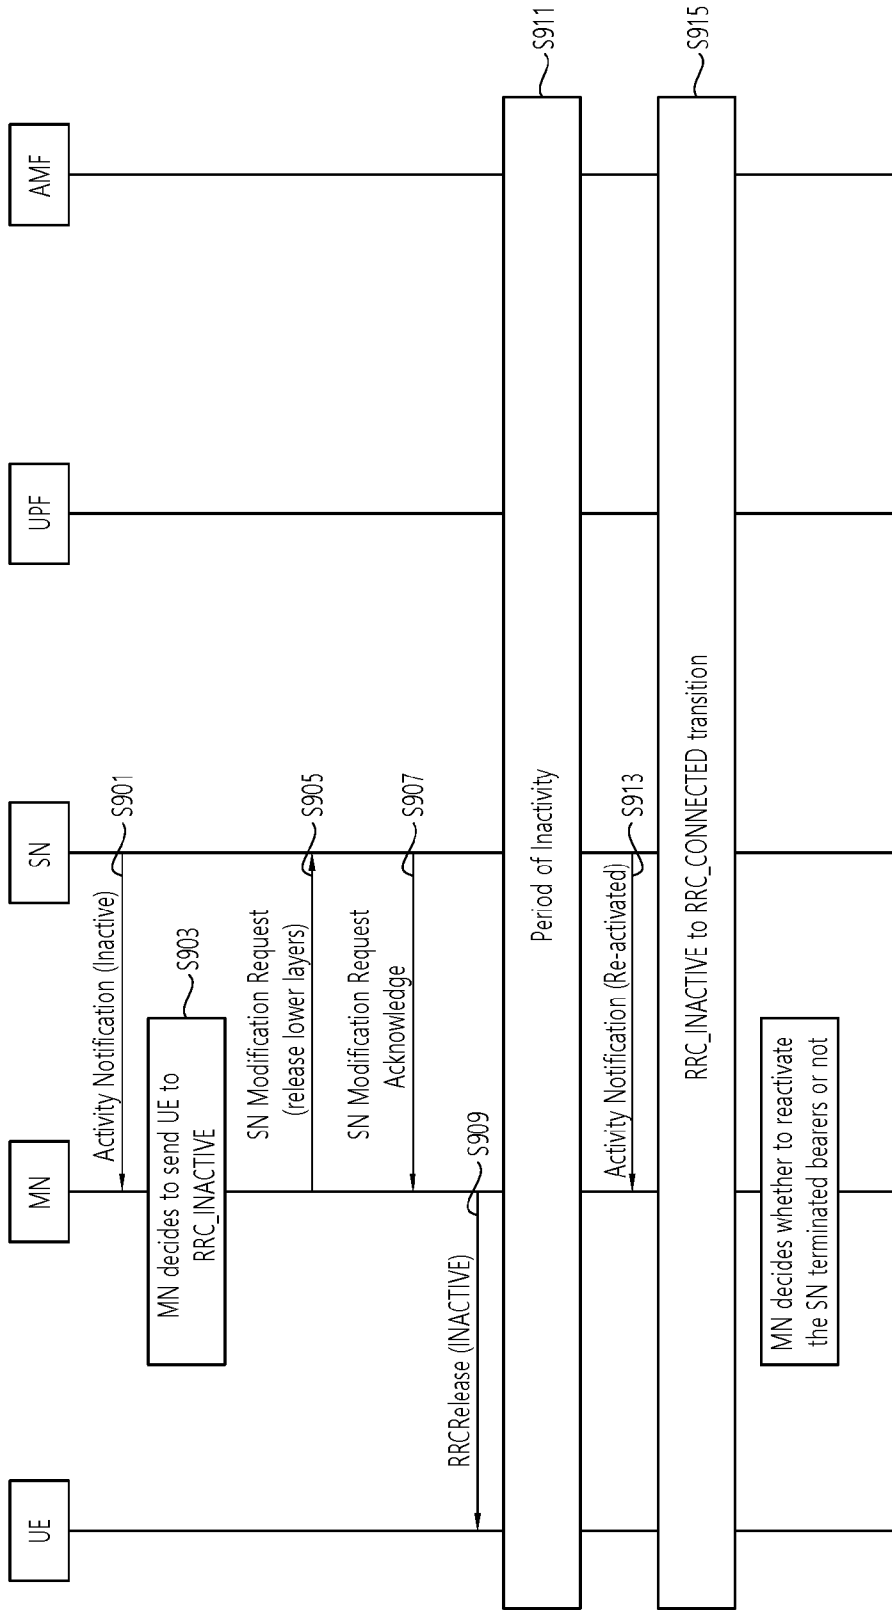 UE
MN
SN
UPF
AMF
Activity Notification (Inactive)
S901
MN decides to send UE to
RRC_INACTIVE
S903
SN Modification Request
(release lower layers)
S905
SN Modification Request
Acknowledge
S907
RRCRelease (INACTIVE)
S909
Period of Inactivity
S911
Activity Notification (Re-activated)
S913
RRC_INACTIVE to RRC_CONNECTED transition
S915
MN decides whether to reactivate
the SN terminated bearers or not